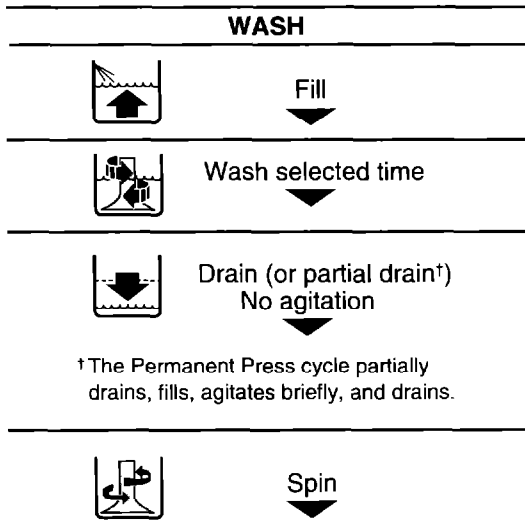 WASH
Fill
Wash selected time
Drain (or partial drain†)
No agitation
† The Permanent Press cycle partially
drains, fills, agitates briefly, and drains.
Spin